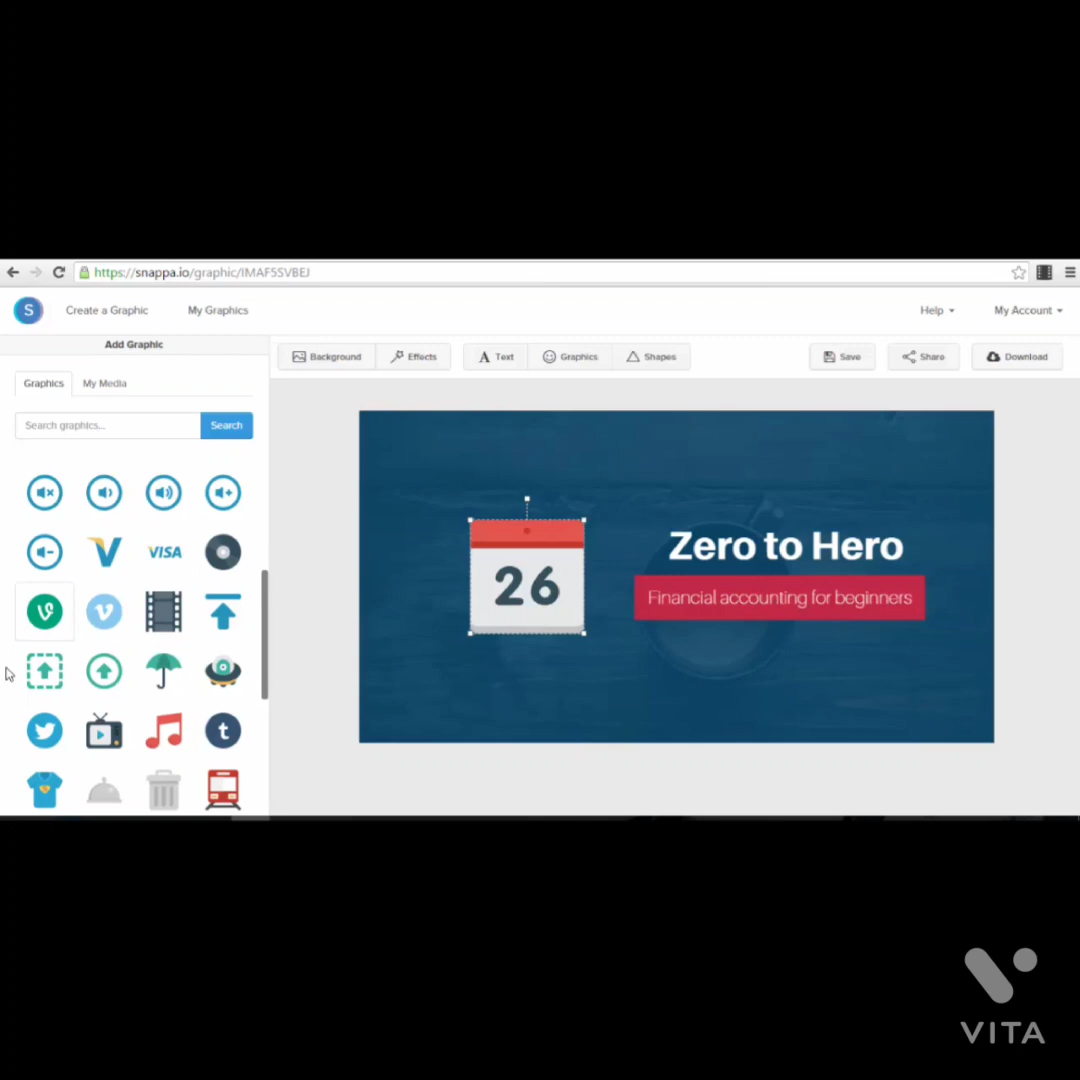 https://snappa.io/graphic/IMAF5SVBEJ
S
Create a Graphic
My Graphics
Help
My Account
Add Graphic
Background
Effects
A Text
Graphics
Shapes
Save
Share
Download
Graphics
My Media
Search graphics...
Search
VISA
t
26
Zero to Hero
Financial accounting for beginners
VITA